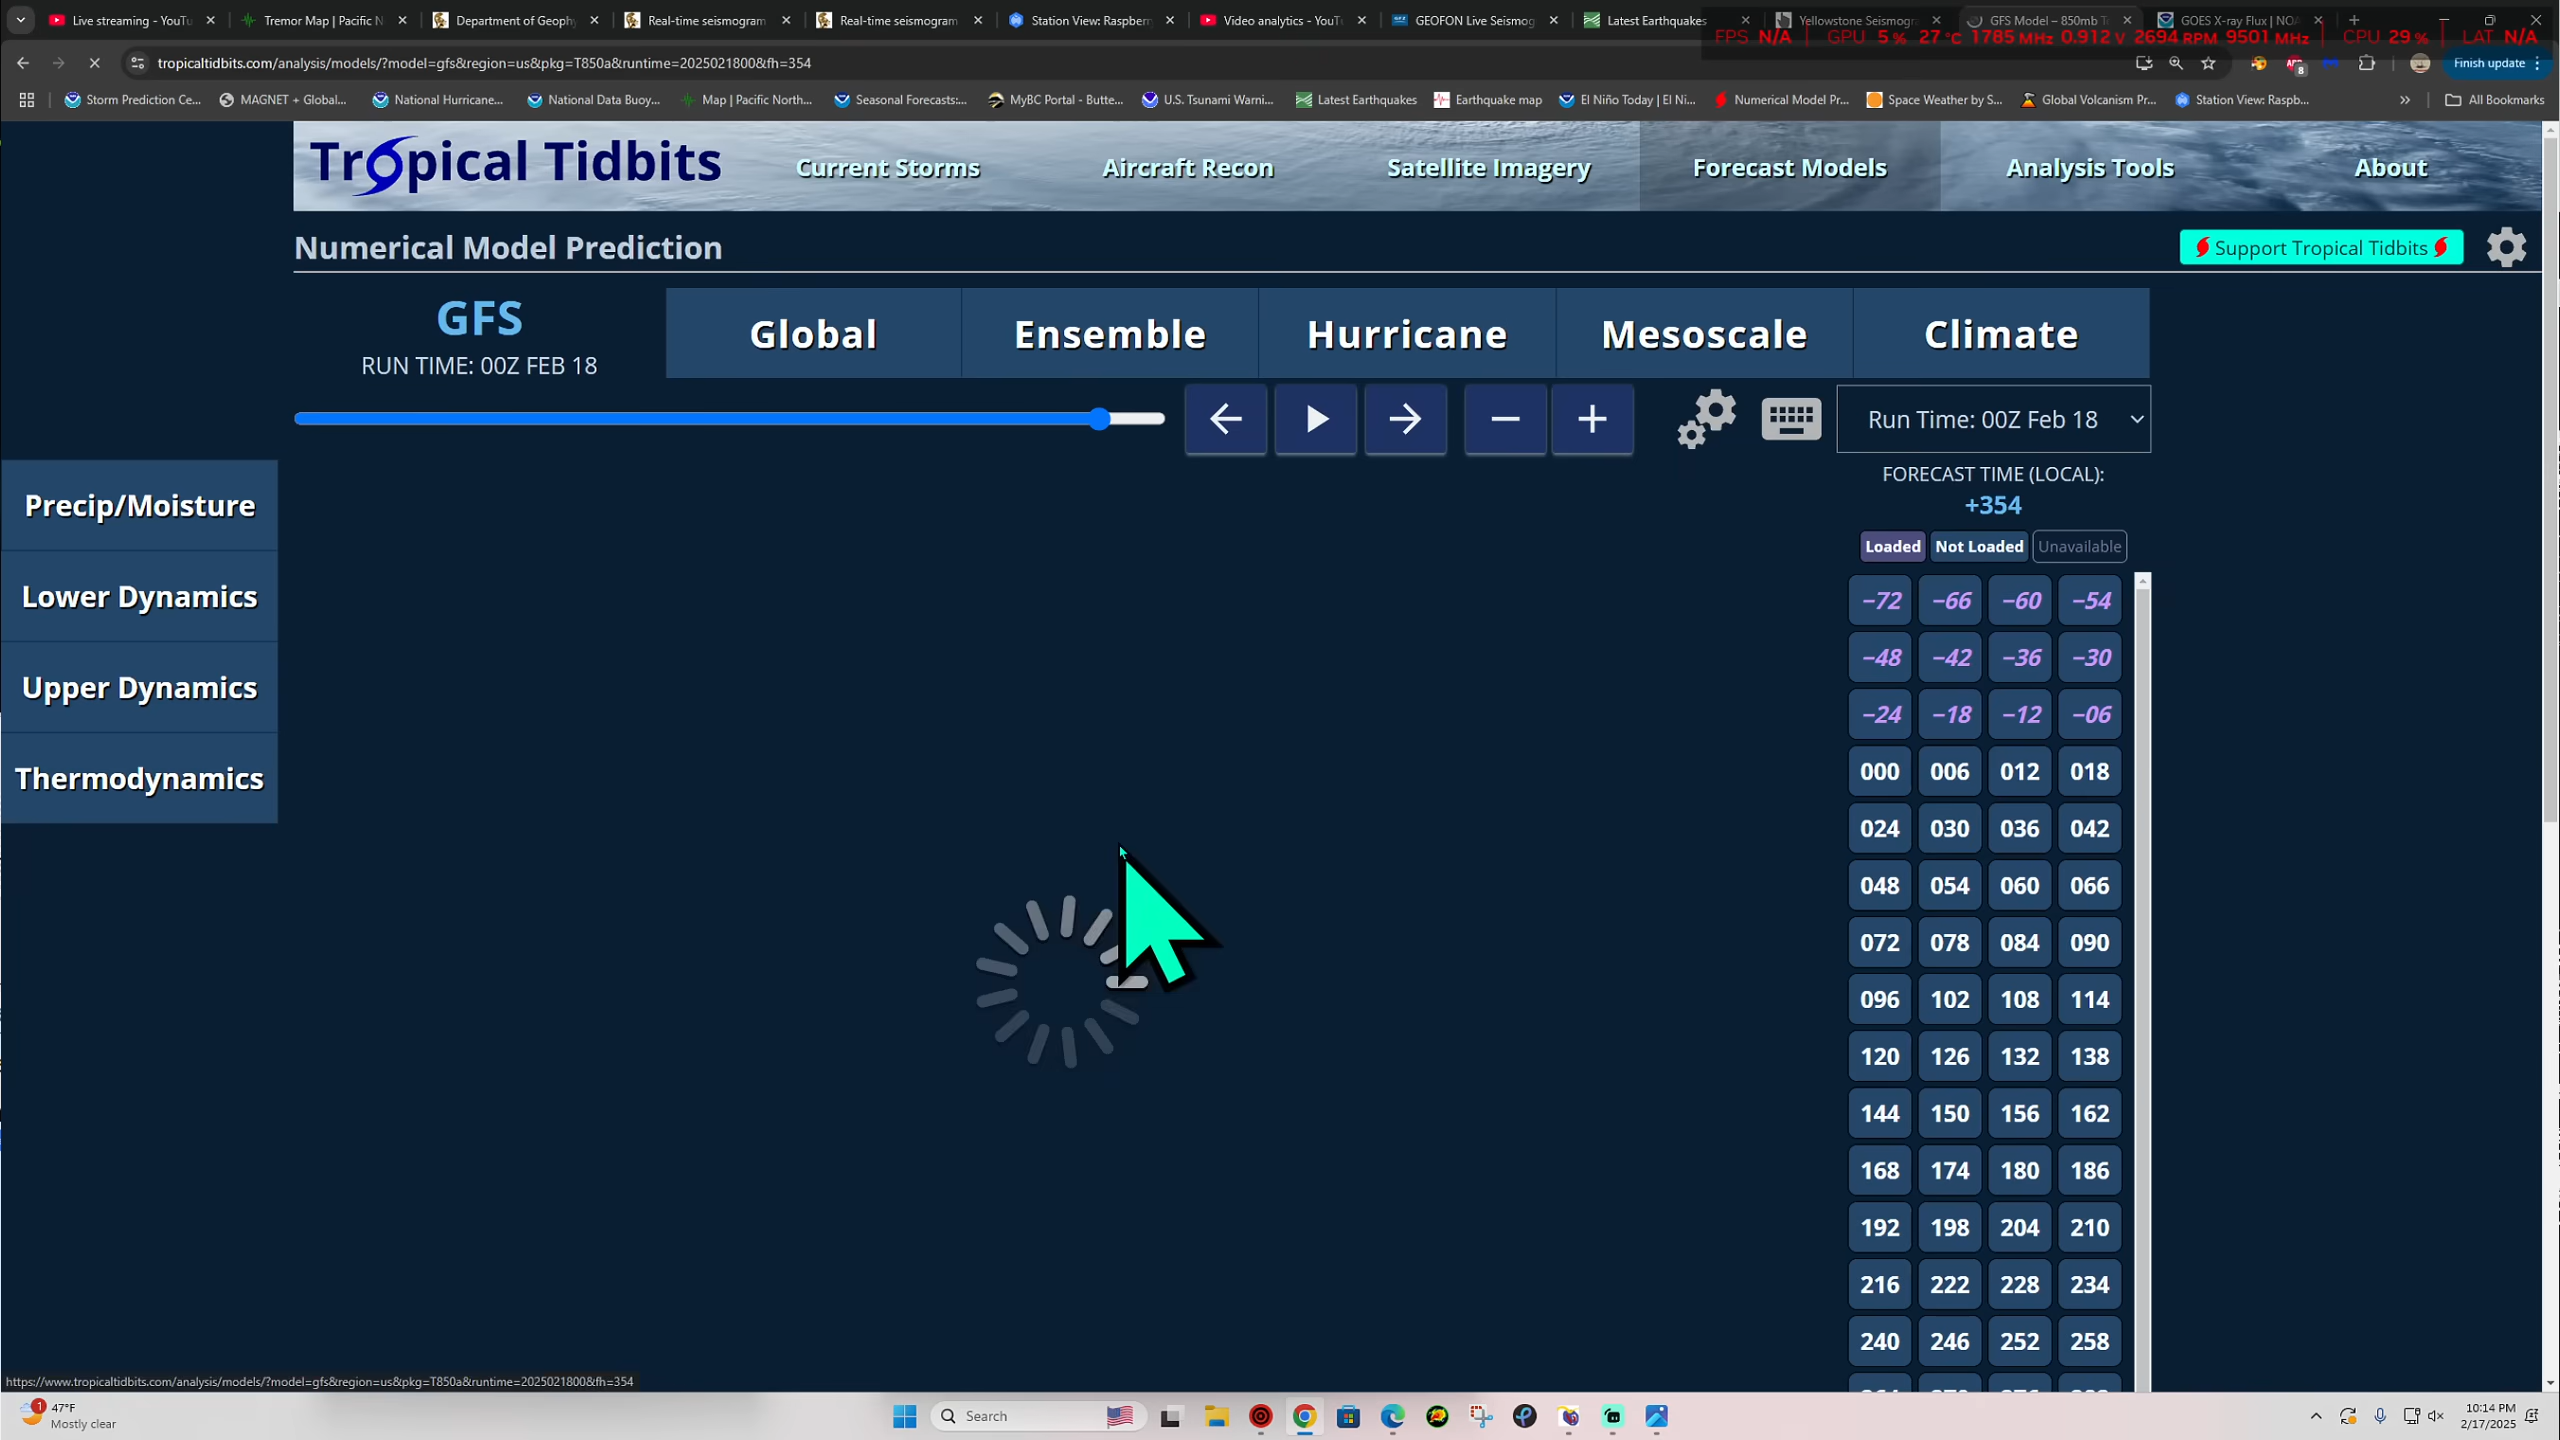 Live streaming - YouTu
Tremor Map | Pacific N
Department of Geophy
Real-time seismogram
Real-time seismogram
Station View: Raspberr
Video analytics - YouTu
GEOFON Live Seismog
Latest Earthquakes
Yellowstone Seismogra
GFS Model – 850mb T
GOES X-ray Flux | NOA
FPS N/A GPU 5 % 27 °C 1785 MHz 0.912 V 2694 RPM 9501 MHz CPU 29 % LAT N/A
tropicaltidbits.com/analysis/models/?model=gfs&region=us&pkg=T850a&runtime=2025021800&fh=354
8
Finish update
Storm Prediction Ce...
MAGNET + Global...
National Hurricane...
National Data Buoy...
Map | Pacific North...
Seasonal Forecasts:...
MyBC Portal - Butte...
U.S. Tsunami Warni...
Latest Earthquakes
Earthquake map
El Niño Today | El Ni...
Numerical Model Pr...
Space Weather by S...
Global Volcanism Pr...
Station View: Raspb...
All Bookmarks
Tropical Tidbits
Current Storms
Aircraft Recon
Satellite Imagery
Forecast Models
Analysis Tools
About
Numerical Model Prediction
Support Tropical Tidbits
GFS
RUN TIME: 00Z FEB 18
Global
Ensemble
Hurricane
Mesoscale
Climate
Run Time: 00Z Feb 18
FORECAST TIME (LOCAL):
+354
Loaded Not Loaded Unavailable
Precip/Moisture
Lower Dynamics
Upper Dynamics
Thermodynamics
−72 −66 −60 −54
−48 −42 −36 −30
−24 −18 −12 −06
000 006 012 018
024 030 036 042
048 054 060 066
072 078 084 090
096 102 108 114
120 126 132 138
144 150 156 162
168 174 180 186
192 198 204 210
216 222 228 234
240 246 252 258
https://www.tropicaltidbits.com/analysis/models/?model=gfs&region=us&pkg=T850a&runtime=2025021800&fh=354
1
47°F
Mostly clear
Search
10:14 PM
2/17/2025